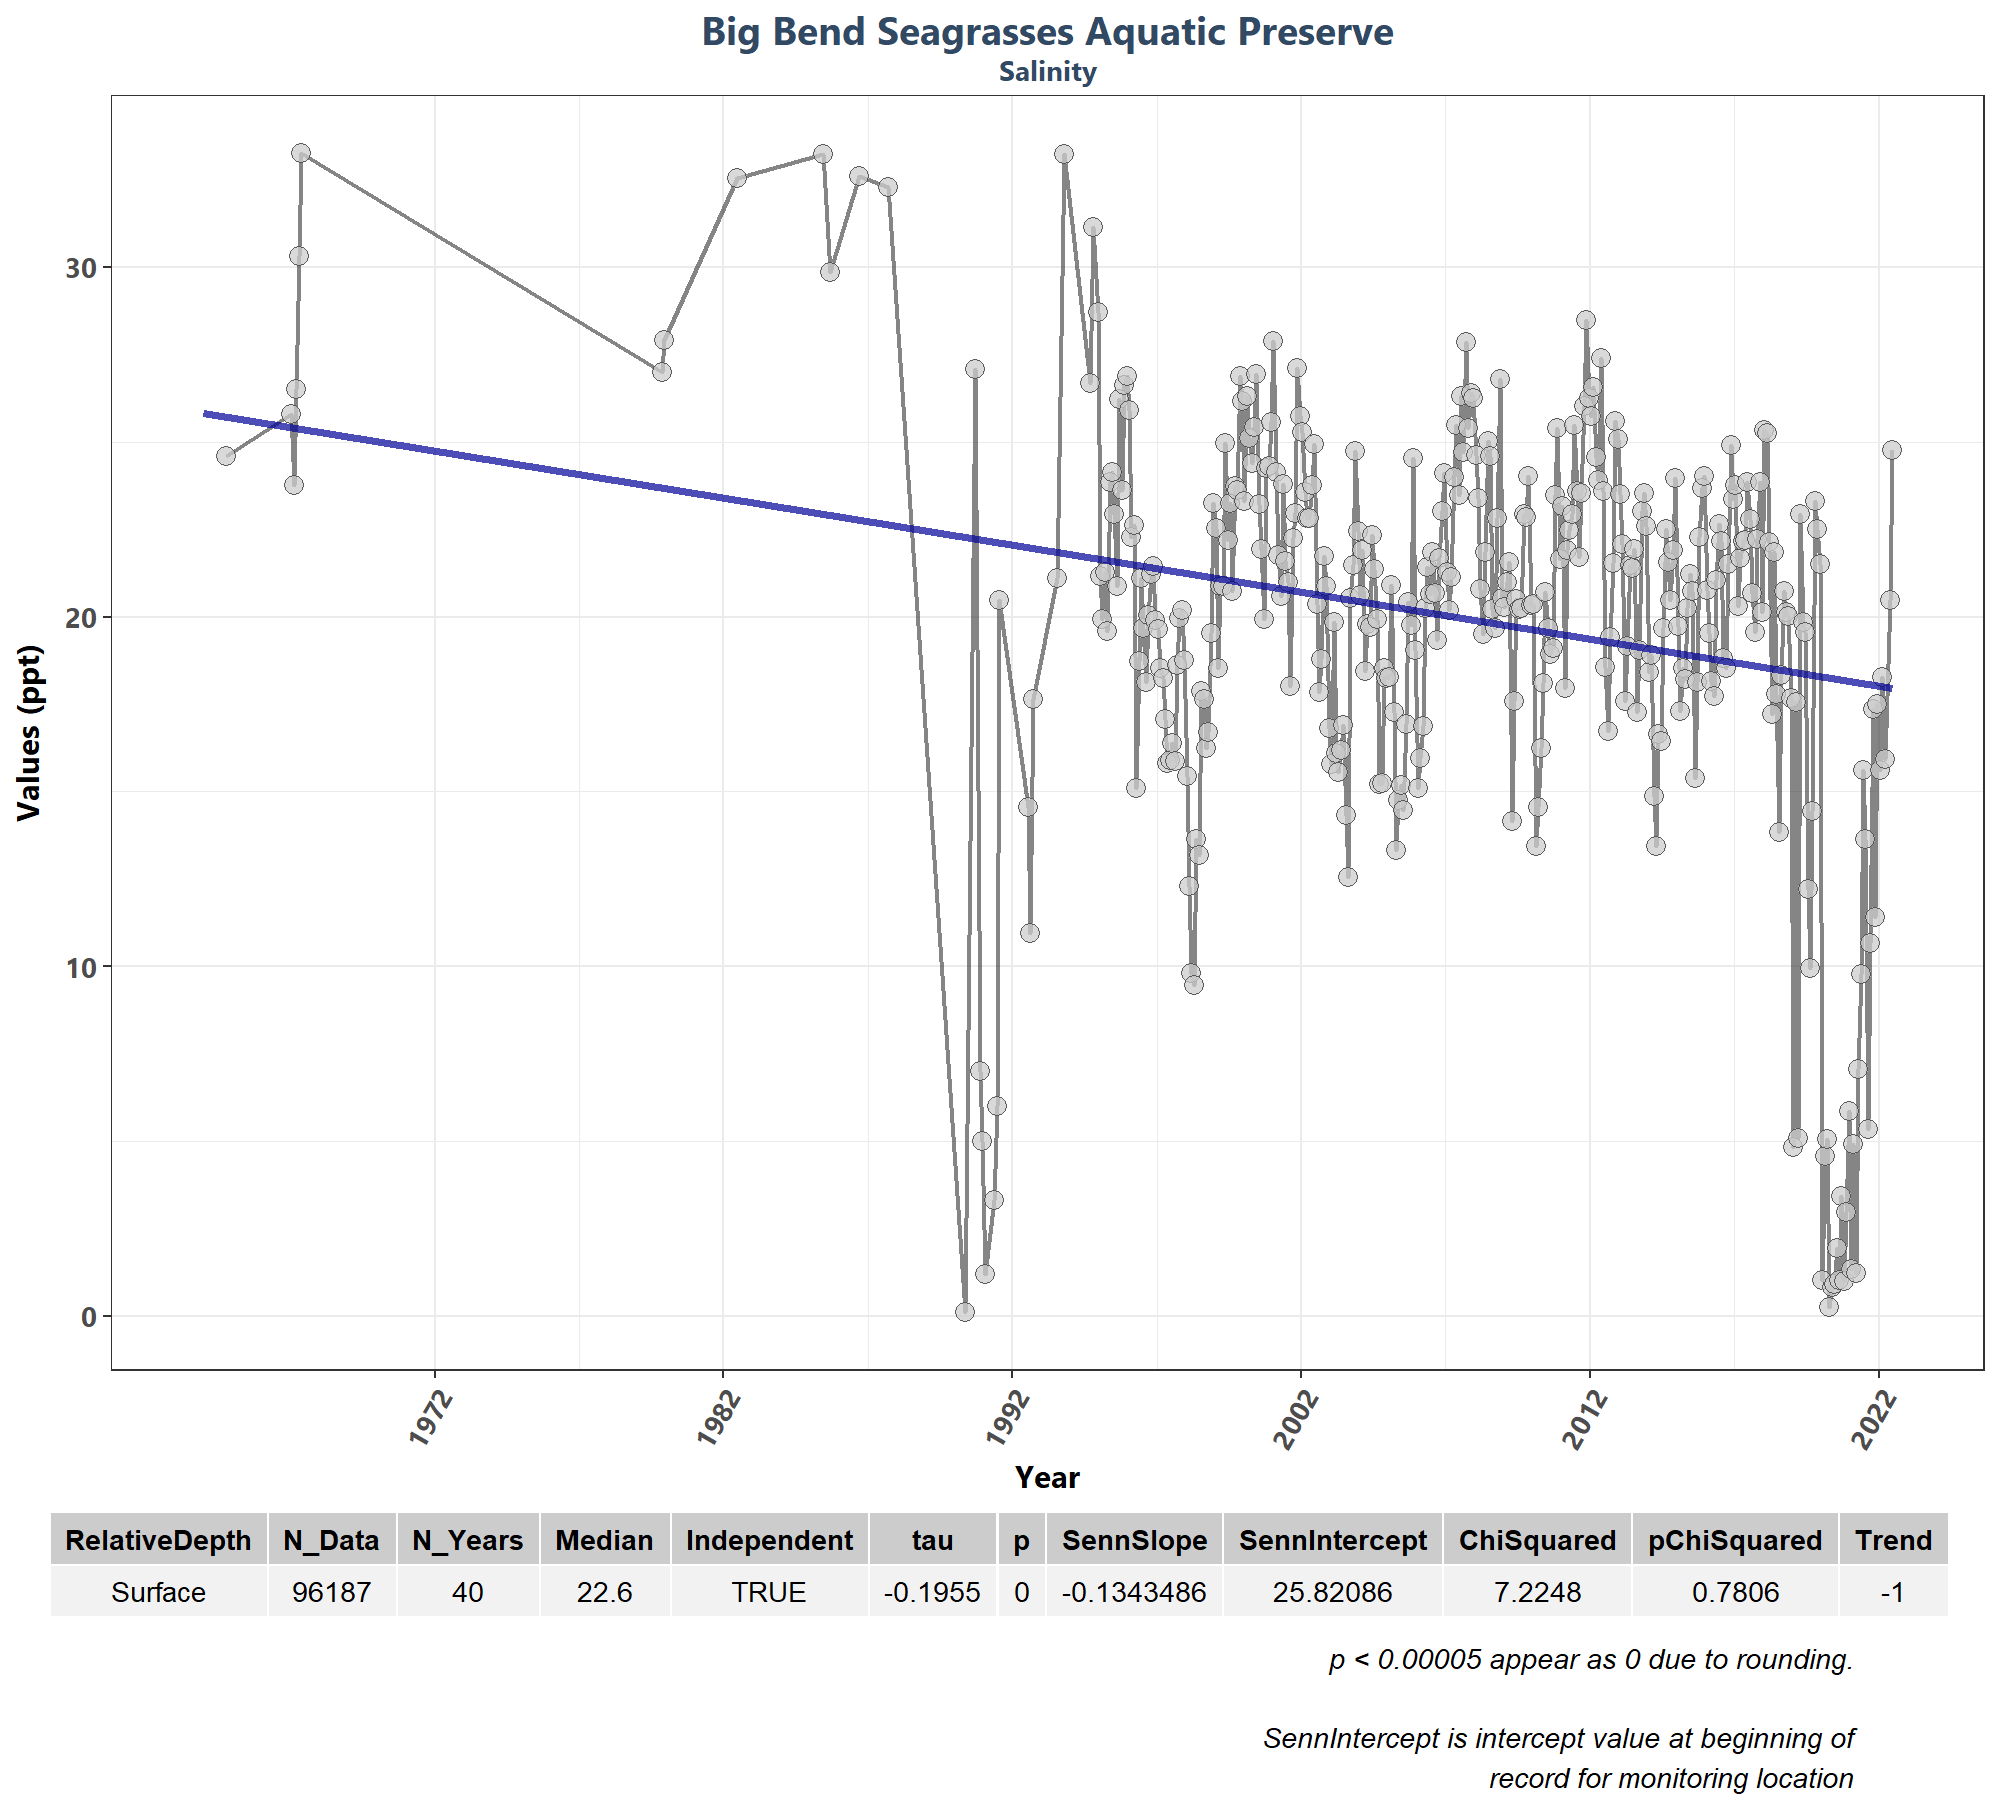 Big Bend Seagrasses Aquatic Preserve
Salinity
Values (ppt)
30
20
10
0
1972
1982
1992
2002
2012
2022
Year
RelativeDepth N_Data N_Years Median Independent tau p SennSlope SennIntercept ChiSquared pChiSquared Trend
Surface 96187 40 22.6 TRUE -0.1955 0 -0.1343486 25.82086 7.2248 0.7806 -1
p < 0.00005 appear as 0 due to rounding.
SennIntercept is intercept value at beginning of
record for monitoring location